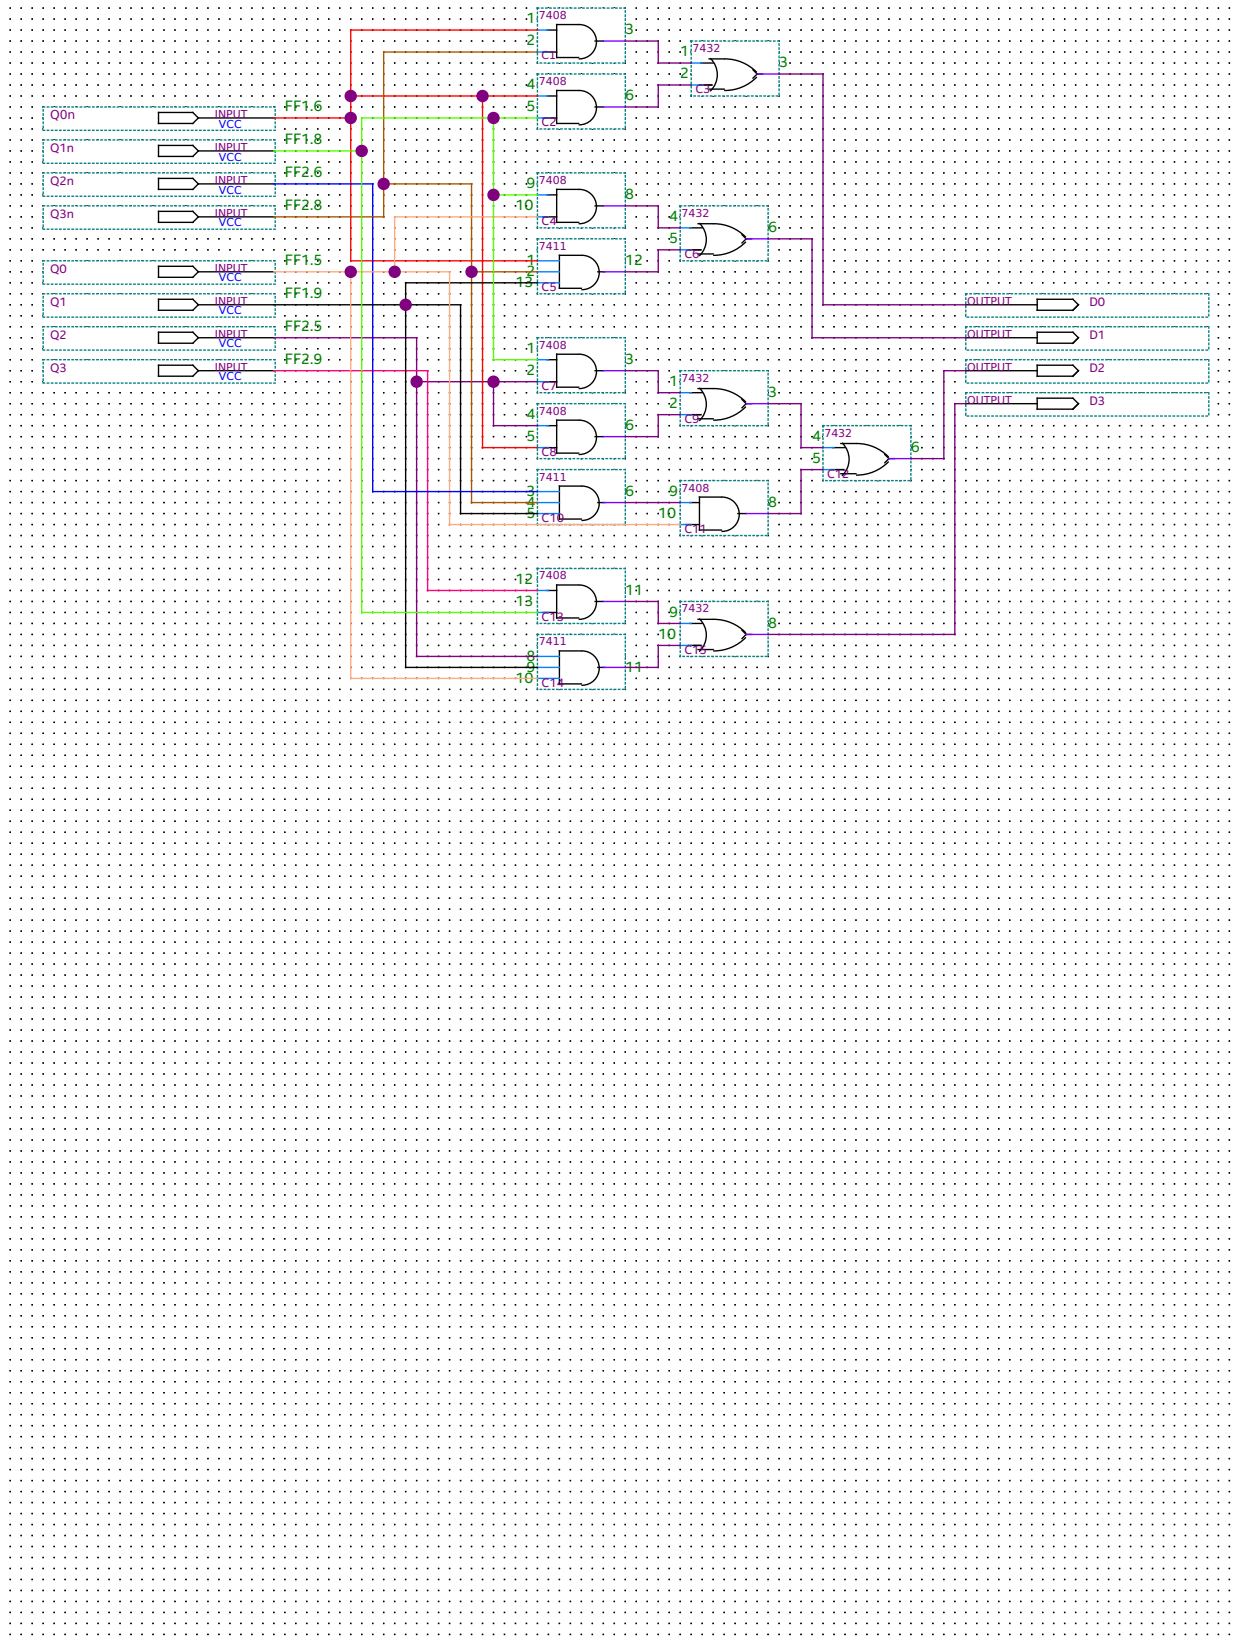 7408
1
2
3
C1
7432
1
2
3
C3
7408
4
5
6
C2
Q0n
INPUT
VCC
FF1.6
Q1n
INPUT
VCC
FF1.8
Q2n
INPUT
VCC
FF2.6
Q3n
INPUT
VCC
FF2.8
7408
9
10
8
C4
7432
4
5
6
C6
7411
1
2
13
12
C5
Q0
INPUT
VCC
FF1.5
Q1
INPUT
VCC
FF1.9
Q2
INPUT
VCC
FF2.5
Q3
INPUT
VCC
FF2.9
OUTPUT D0
OUTPUT D1
OUTPUT D2
OUTPUT D3
7408
1
2
3
C7
7432
1
2
3
C9
7408
4
5
6
C8
7432
4
5
6
C12
7411
3
4
5
6
C10
7408
9
10
8
C11
7408
12
13
11
C13
7432
9
10
8
C15
7411
8
9
10
11
C14